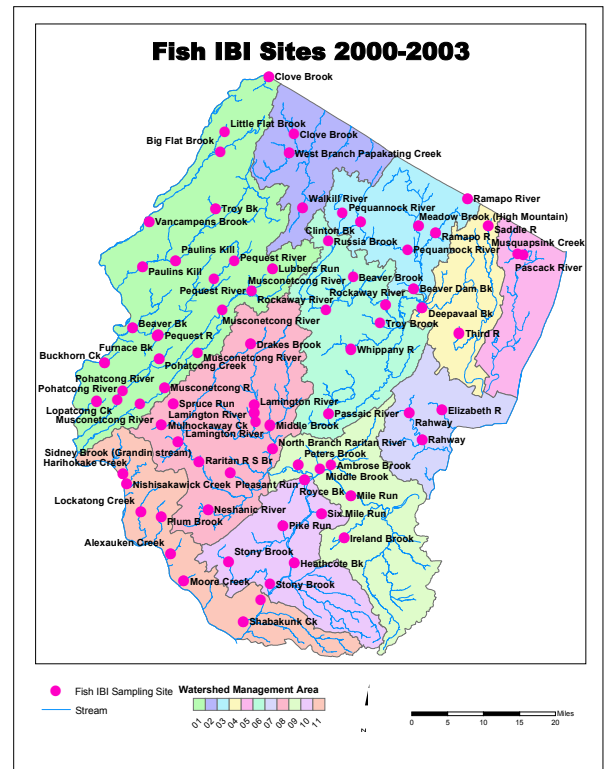 Fish IBI Sites 2000-2003
Clove Brook
Little Flat Brook
Clove Brook
Big Flat Brook
West Branch Papakating Creek
Ramapo River
Walkill River
Pequannock River
Troy Bk
Meadow Brook (High Mountain)
Vancampens Brook
Saddle R
Clinton Bk
Ramapo R
Russia Brook
Musquapsink Creek
Paulins Kill
Pequest River
Pequannock River
Lubbers Run
Pascack River
Paulins Kill
Musconetcong River
Beaver Brook
Pequest River
Rockaway River
Beaver Dam Bk
Rockaway River
Deepavaal Bk
Musconetcong River
Troy Brook
Beaver Bk
Pequest R
Third R
Furnace Bk
Drakes Brook
Whippany R
Buckhorn Ck
Musconetcong River
Pohatcong Creek
Pohatcong River
Musconetcong R
Pohatcong River
Spruce Run
Lamington River
Lopatcong Ck
Lamington River
Passaic River
Elizabeth R
Musconetcong River
Mulhockaway Ck
Middle Brook
Rahway
Lamington River
Rahway
North Branch Raritan River
Sidney Brook (Grandin stream)
Peters Brook
Harihokake Creek
Raritan R S Br
Ambrose Brook
Middle Brook
Nishisakawick Creek
Pleasant Run
Royce Bk
Mile Run
Lockatong Creek
Neshanic River
Six Mile Run
Plum Brook
Pike Run
Ireland Brook
Alexauken Creek
Stony Brook
Heathcote Bk
Moore Creek
Stony Brook
Shabakunk Ck
Fish IBI Sampling Site
Watershed Management Area
Stream
01 02 03 04 05 06 07 08 09 10 11
N
Miles
0 5 10 15 20